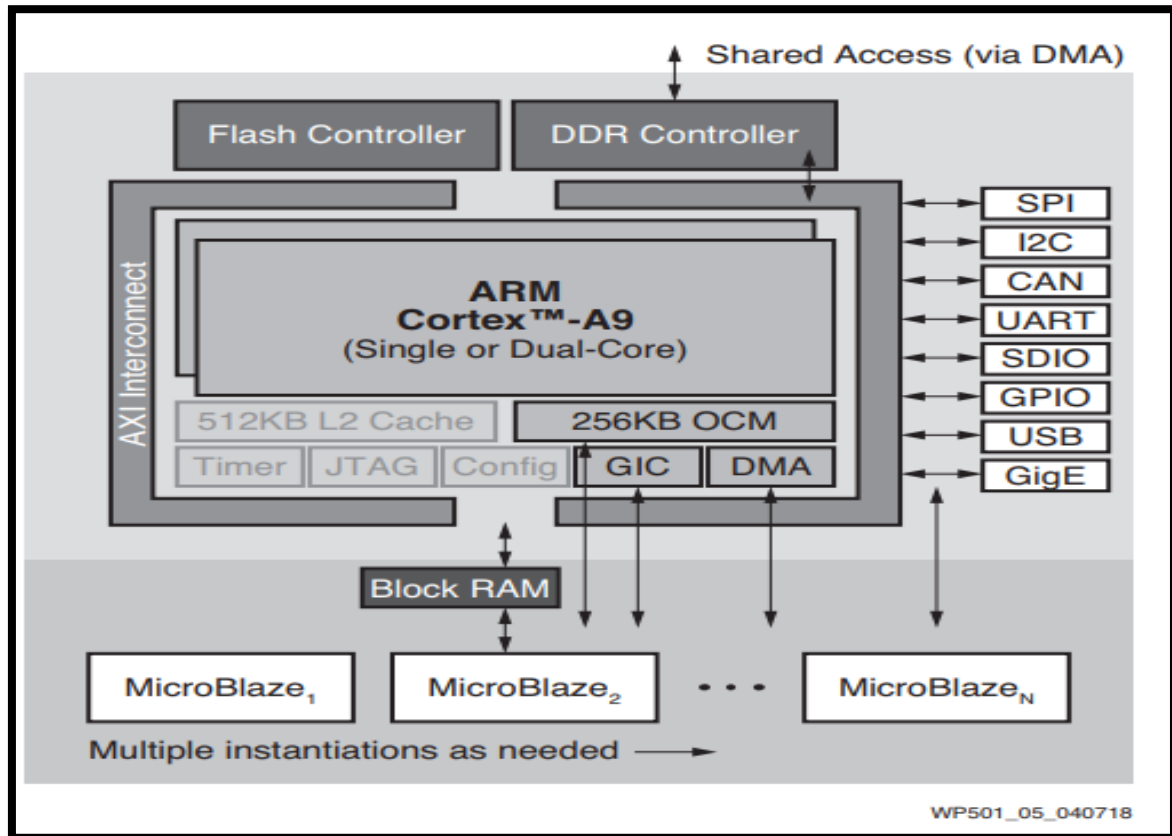 Shared Access (via DMA)
Flash Controller
DDR Controller
AXI Interconnect
ARM
Cortex™-A9
(Single or Dual-Core)
512KB L2 Cache
256KB OCM
Timer
JTAG
Config
GIC
DMA
SPI
I2C
CAN
UART
SDIO
GPIO
USB
GigE
Block RAM
MicroBlaze₁
MicroBlaze₂
• • •
MicroBlazeN
Multiple instantiations as needed
WP501_05_040718